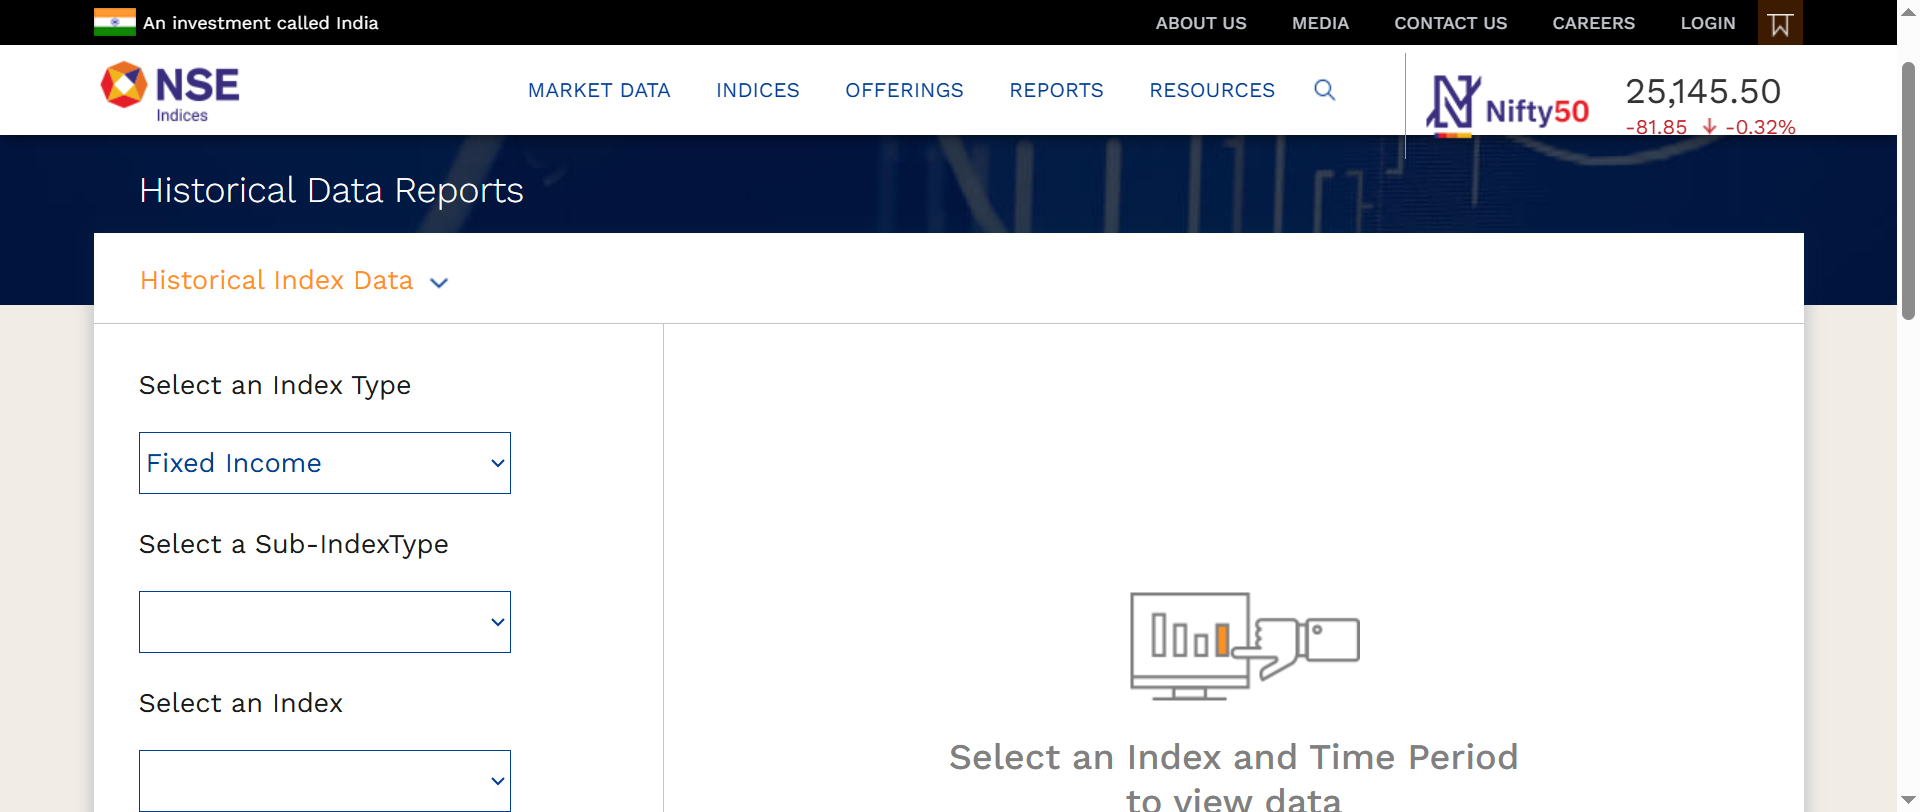 An investment called India
ABOUT US MEDIA CONTACT US CAREERS LOGIN
NSE
Indices
MARKET DATA INDICES OFFERINGS REPORTS RESOURCES
Nifty50
25,145.50
-81.85 -0.32%
Historical Data Reports
Historical Index Data
Select an Index Type
Fixed Income
Select a Sub-IndexType
Select an Index
Select an Index and Time Period
to view data